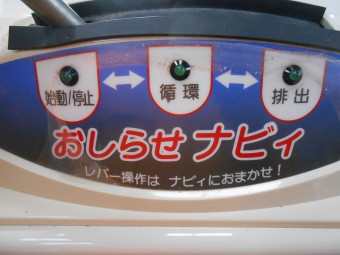 始動/停止 循環 排出
おしらせナビィ
レバー操作は ナビィにおまかせ!